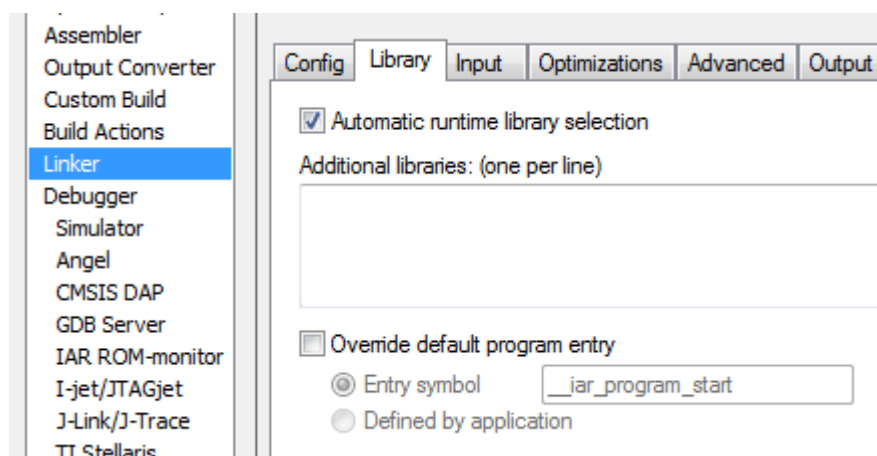 Assembler
Output Converter
Custom Build
Build Actions
Linker
Debugger
Simulator
Angel
CMSIS DAP
GDB Server
IAR ROM-monitor
I-jet/JTAGjet
J-Link/J-Trace
TI Stellaris
Config Library Input Optimizations Advanced Output
Automatic runtime library selection
Additional libraries: (one per line)
Override default program entry
Entry symbol __iar_program_start
Defined by application